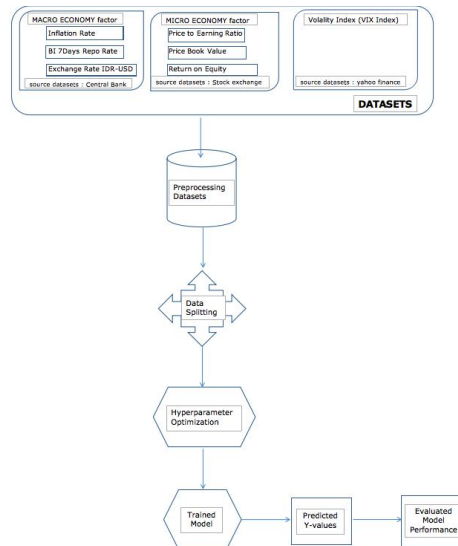 MACRO ECONOMY factor
Inflation Rate
BI 7Days Repo Rate
Exchange Rate IDR-USD
source datasets : Central Bank
MICRO ECONOMY factor
Price to Earning Ratio
Price Book Value
Return on Equity
source datasets : Stock exchange
Volality Index (VIX Index)
source datasets : yahoo finance
DATASETS
Preprocessing
Datasets
Data
Splitting
Hyperparameter
Optimization
Trained
Model
Predicted
Y-values
Evaluated
Model
Performance